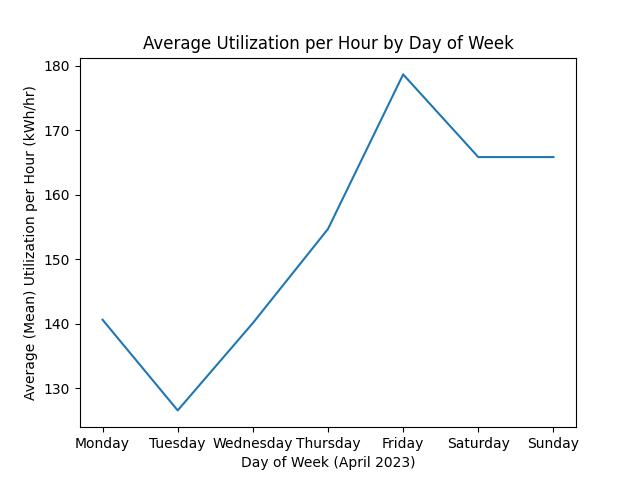 Average Utilization per Hour by Day of Week
Average (Mean) Utilization per Hour (kWh/hr)
180
170
160
150
140
130
Monday Tuesday Wednesday Thursday Friday Saturday Sunday
Day of Week (April 2023)